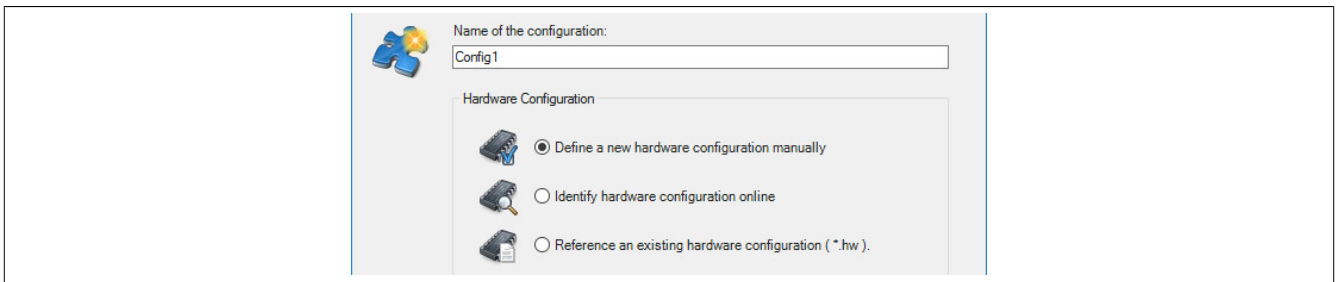 Name of the configuration:
Config1
Hardware Configuration
Define a new hardware configuration manually
Identify hardware configuration online
Reference an existing hardware configuration ( *.hw ).